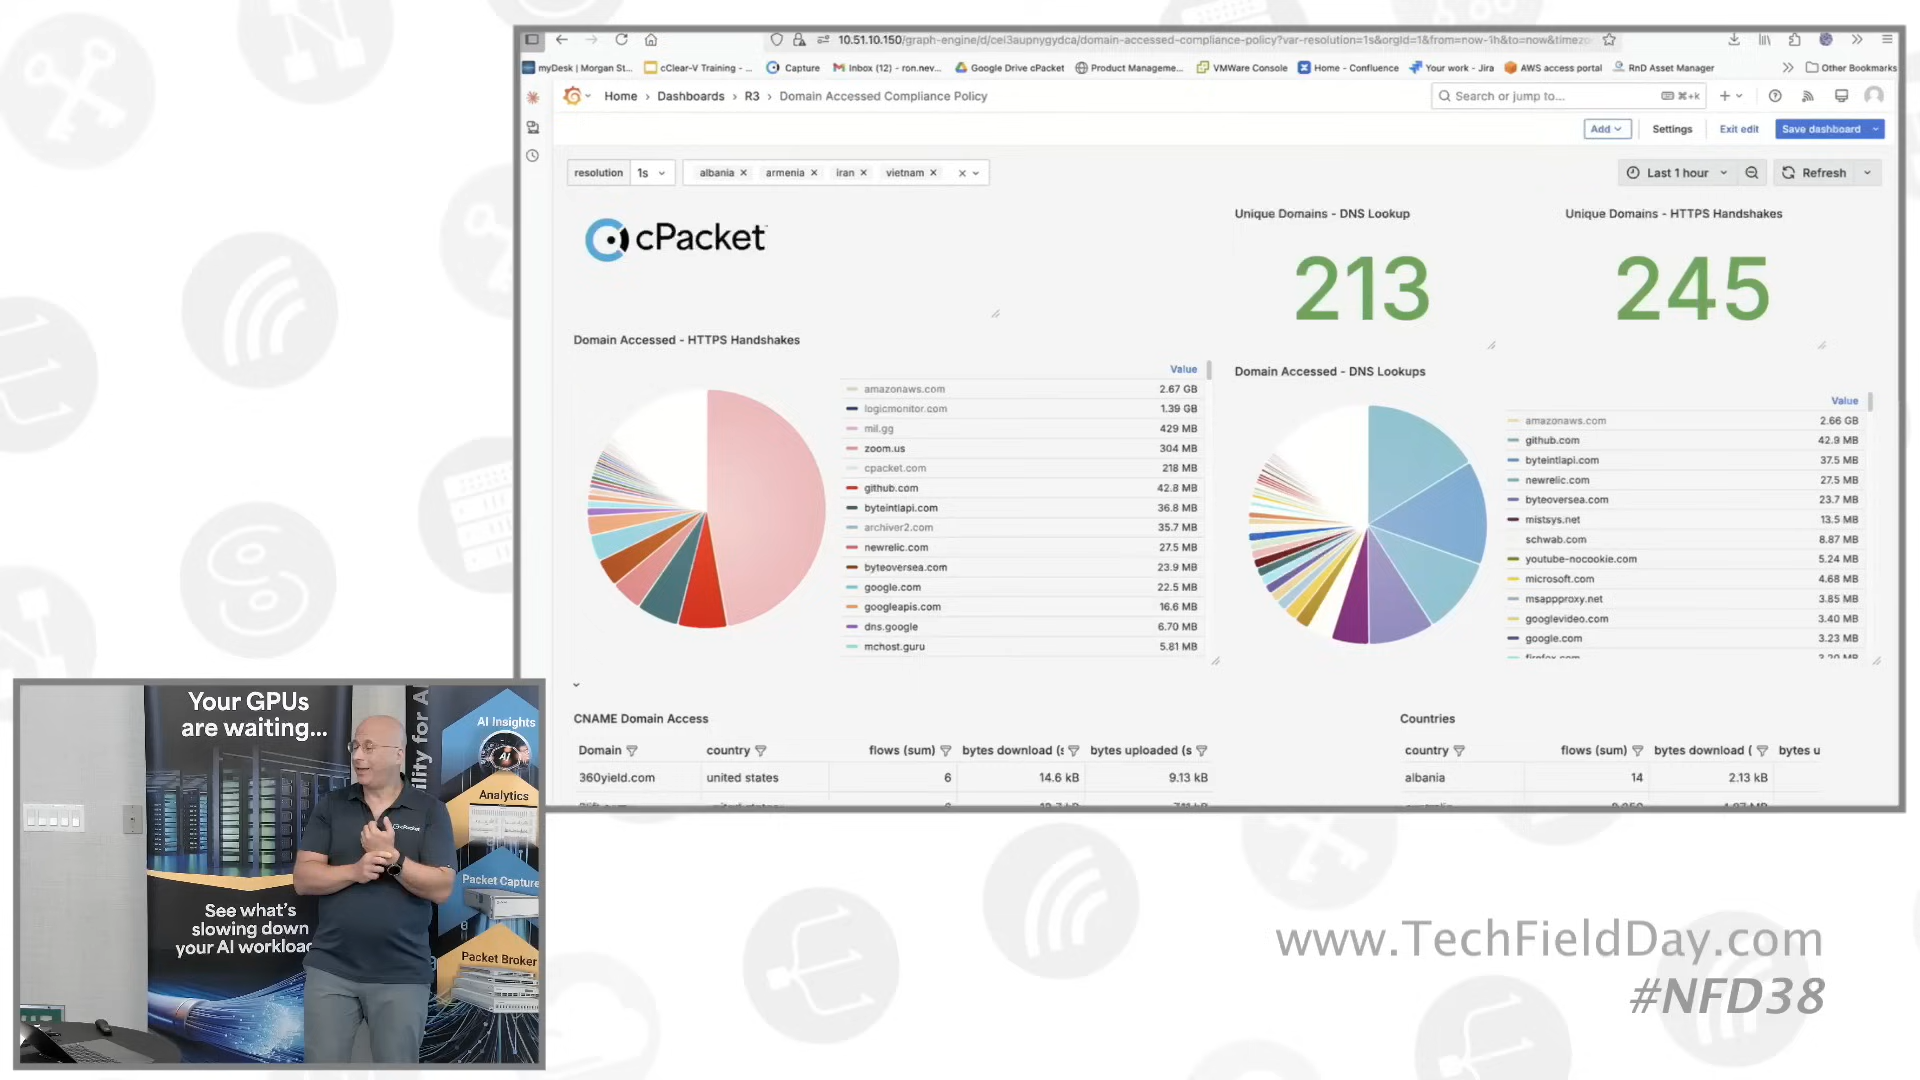 10.51.10.150/graph-engine/d/cei3aupnygydca/domain-accessed-compliance-policy?var-resolution=1s&orgId=1&from=now-1h&to=now&timezo
myDesk | Morgan St...
cClear-V Training - ...
Capture
Inbox (12) - ron.nev...
Google Drive cPacket
Product Manageme...
VMWare Console
Home - Confluence
Your work - Jira
AWS access portal
RnD Asset Manager
Other Bookmarks
Home › Dashboards › R3 › Domain Accessed Compliance Policy
Search or jump to...
⌘+k
Add
Settings
Exit edit
Save dashboard
resolution 1s
albania × armenia × iran × vietnam ×
Last 1 hour
Refresh
cPacket
Unique Domains - DNS Lookup
213
Unique Domains - HTTPS Handshakes
245
Domain Accessed - HTTPS Handshakes
Value
amazonaws.com 2.67 GB
logicmonitor.com 1.39 GB
mil.gg 429 MB
zoom.us 304 MB
cpacket.com 218 MB
github.com 42.8 MB
byteintlapi.com 36.8 MB
archiver2.com 35.7 MB
newrelic.com 27.5 MB
byteoversea.com 23.9 MB
google.com 22.5 MB
googleapis.com 16.6 MB
dns.google 6.70 MB
mchost.guru 5.81 MB
Domain Accessed - DNS Lookups
Value
amazonaws.com 2.66 GB
github.com 42.9 MB
byteintlapi.com 37.5 MB
newrelic.com 27.5 MB
byteoversea.com 23.7 MB
mistsys.net 13.5 MB
schwab.com 8.87 MB
youtube-nocookie.com 5.24 MB
microsoft.com 4.68 MB
msappproxy.net 3.85 MB
googlevideo.com 3.40 MB
google.com 3.23 MB
firefox.com 3.20 MB
CNAME Domain Access
Domain country flows (sum) bytes download (s bytes uploaded (s
360yield.com united states 6 14.6 kB 9.13 kB
Countries
country flows (sum) bytes download ( bytes u
albania 14 2.13 kB
Your GPUs
are waiting...
See what's
slowing down
your AI workload
ility for AI
AI Insights
AI
Analytics
Packet Capture
Packet Broker
cPacket
www.TechFieldDay.com
#NFD38